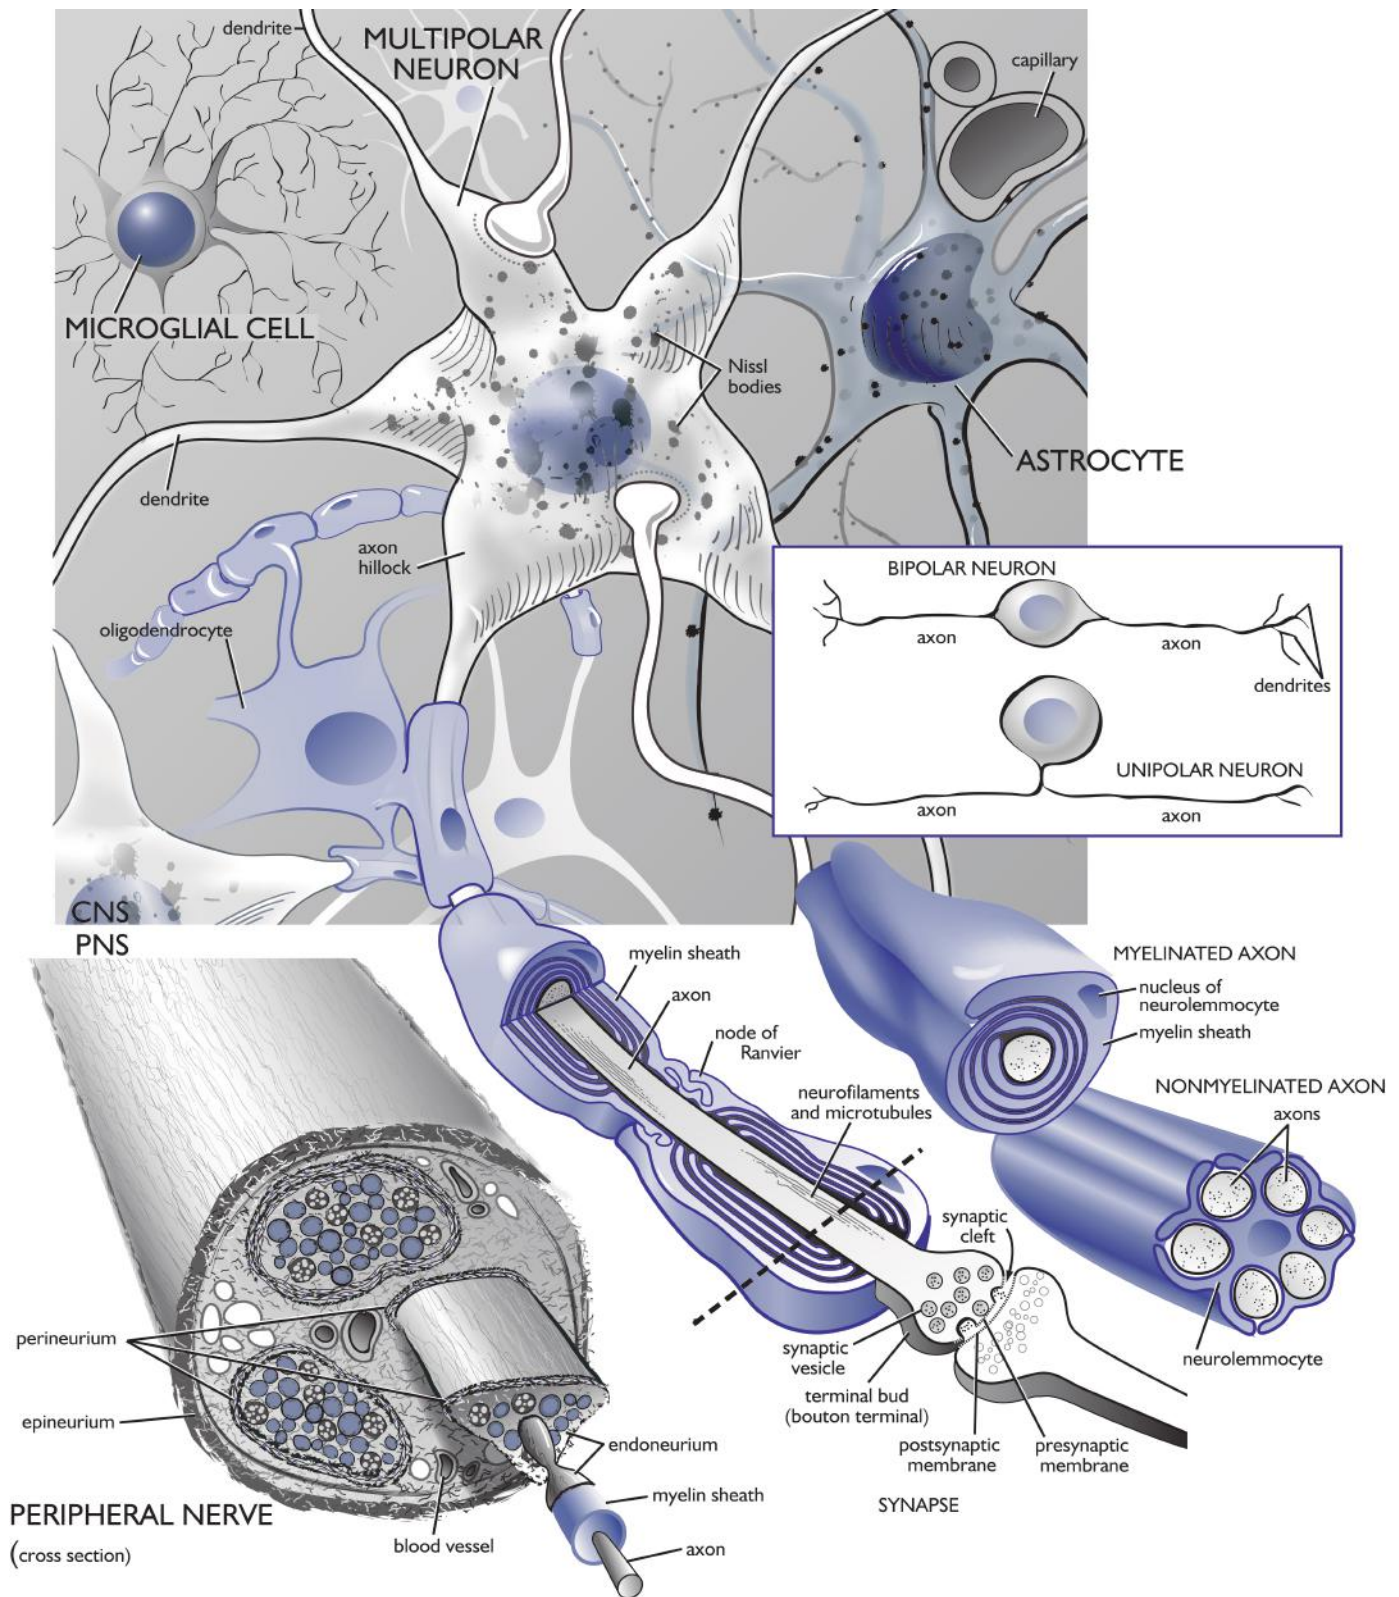 dendrite
MULTIPOLAR
NEURON
capillary
MICROGLIAL CELL
Nissl
bodies
ASTROCYTE
dendrite
axon
hillock
oligodendrocyte
BIPOLAR NEURON
axon
axon
dendrites
UNIPOLAR NEURON
axon
axon
CNS
PNS
myelin sheath
axon
node of
Ranvier
neurofilaments
and microtubules
MYELINATED AXON
nucleus of
neurolemmocyte
myelin sheath
NONMYELINATED AXON
axons
neurolemmocyte
synaptic
cleft
synaptic
vesicle
terminal bud
(bouton terminal)
postsynaptic
membrane
presynaptic
membrane
SYNAPSE
perineurium
epineurium
endoneurium
myelin sheath
axon
blood vessel
PERIPHERAL NERVE
(cross section)